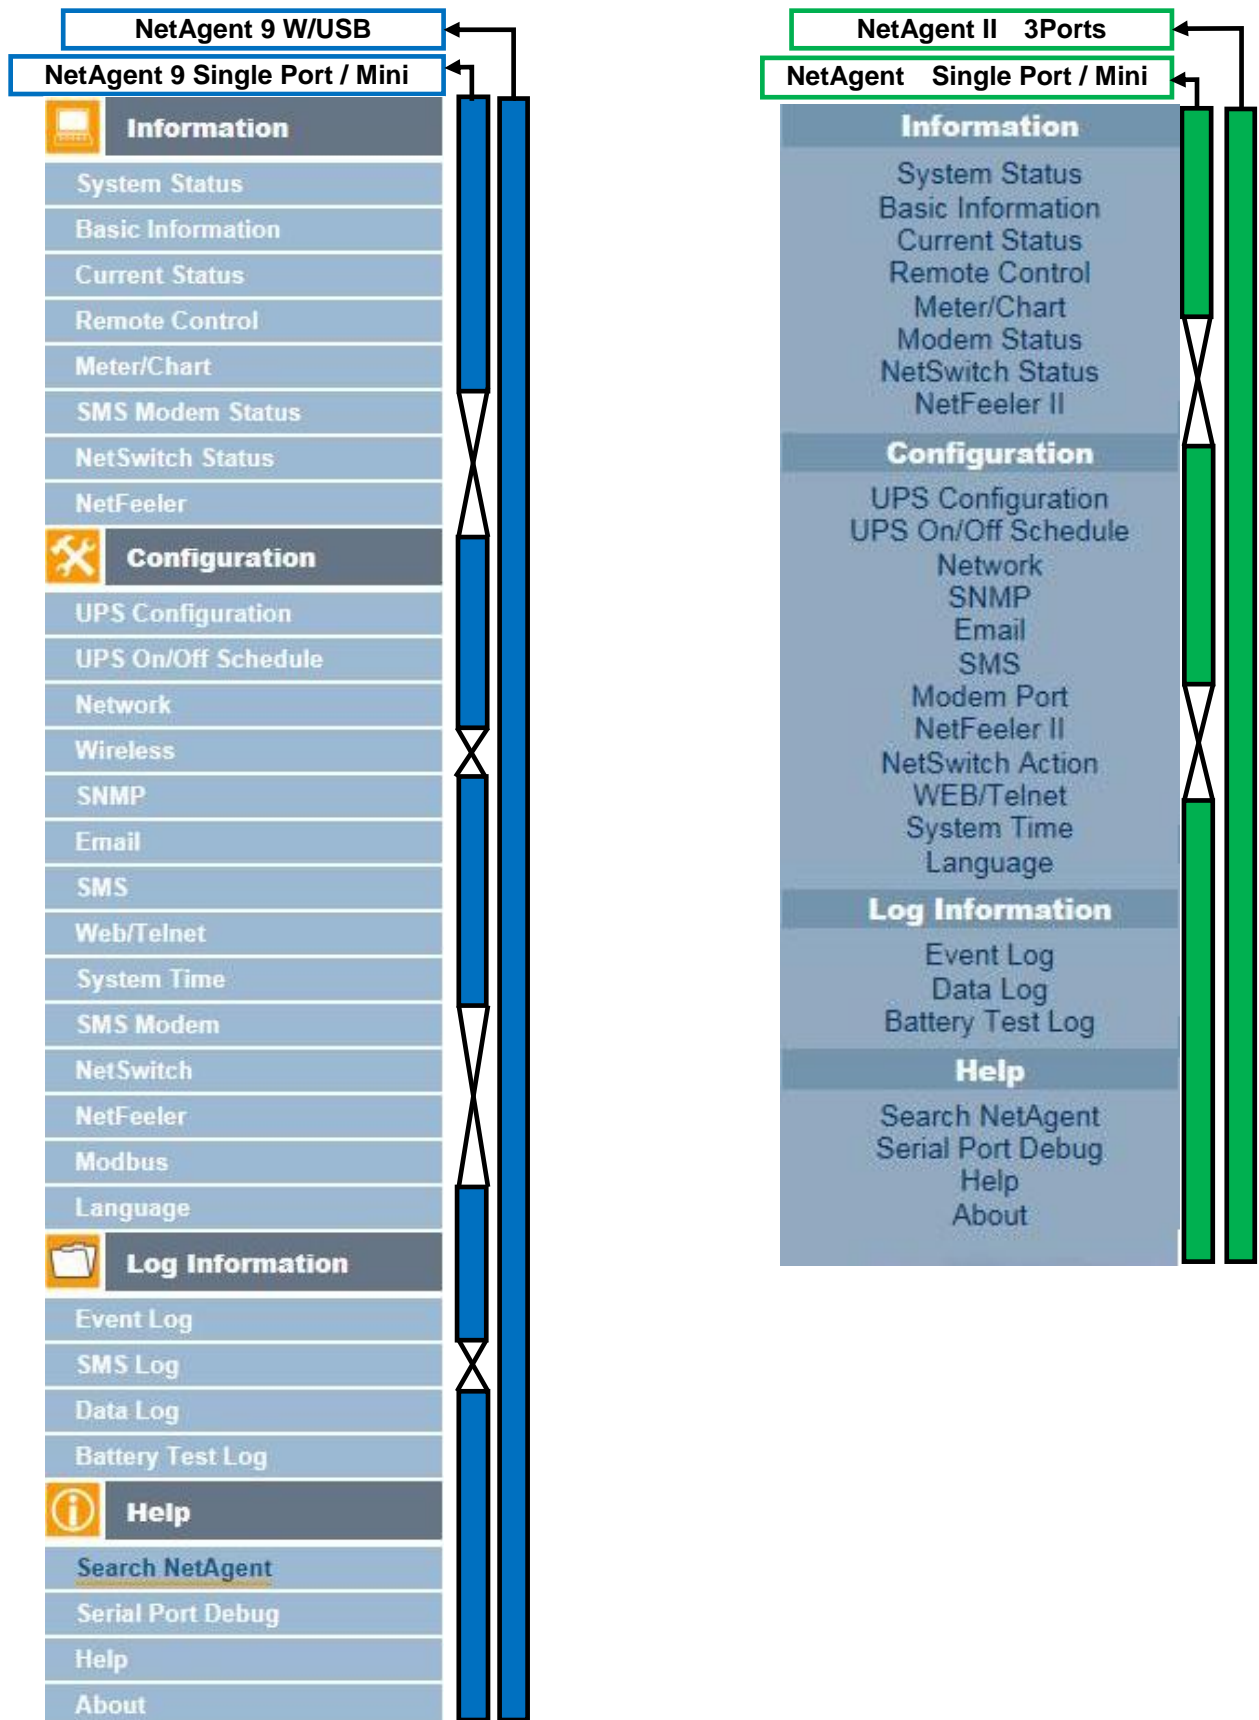 NetAgent 9 W/USB
NetAgent 9 Single Port / Mini
Information
System Status
Basic Information
Current Status
Remote Control
Meter/Chart
SMS Modem Status
NetSwitch Status
NetFeeler
Configuration
UPS Configuration
UPS On/Off Schedule
Network
Wireless
SNMP
Email
SMS
Web/Telnet
System Time
SMS Modem
NetSwitch
NetFeeler
Modbus
Language
Log Information
Event Log
SMS Log
Data Log
Battery Test Log
Help
Search NetAgent
Serial Port Debug
Help
About
NetAgent II 3Ports
NetAgent Single Port / Mini
Information
System Status
Basic Information
Current Status
Remote Control
Meter/Chart
Modem Status
NetSwitch Status
NetFeeler II
Configuration
UPS Configuration
UPS On/Off Schedule
Network
SNMP
Email
SMS
Modem Port
NetFeeler II
NetSwitch Action
WEB/Telnet
System Time
Language
Log Information
Event Log
Data Log
Battery Test Log
Help
Search NetAgent
Serial Port Debug
Help
About